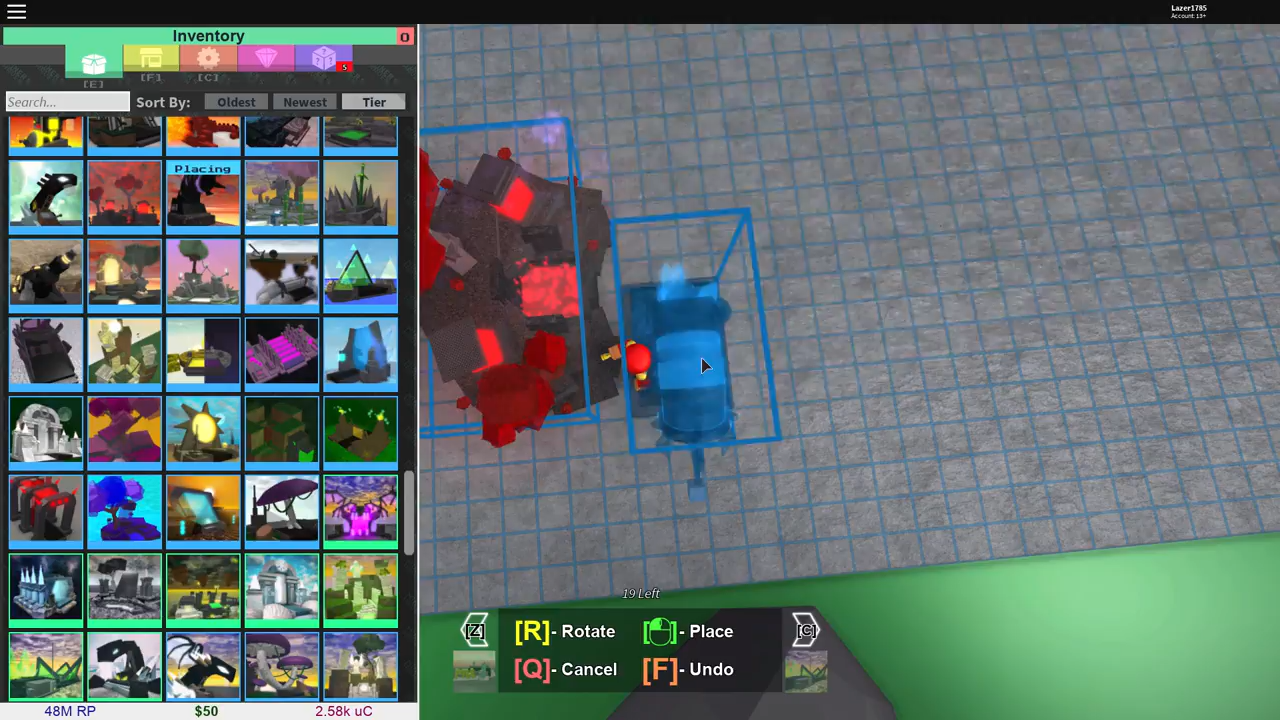 Lazer1785
Account: 13+
Inventory
[E]
[F]
[C]
5
Search...
Sort By:
Oldest
Newest
Tier
Placing
19 Left
[Z]
[R]- Rotate
- Place
[C]
[Q]- Cancel
[F]- Undo
48M RP
$50
2.58k uC